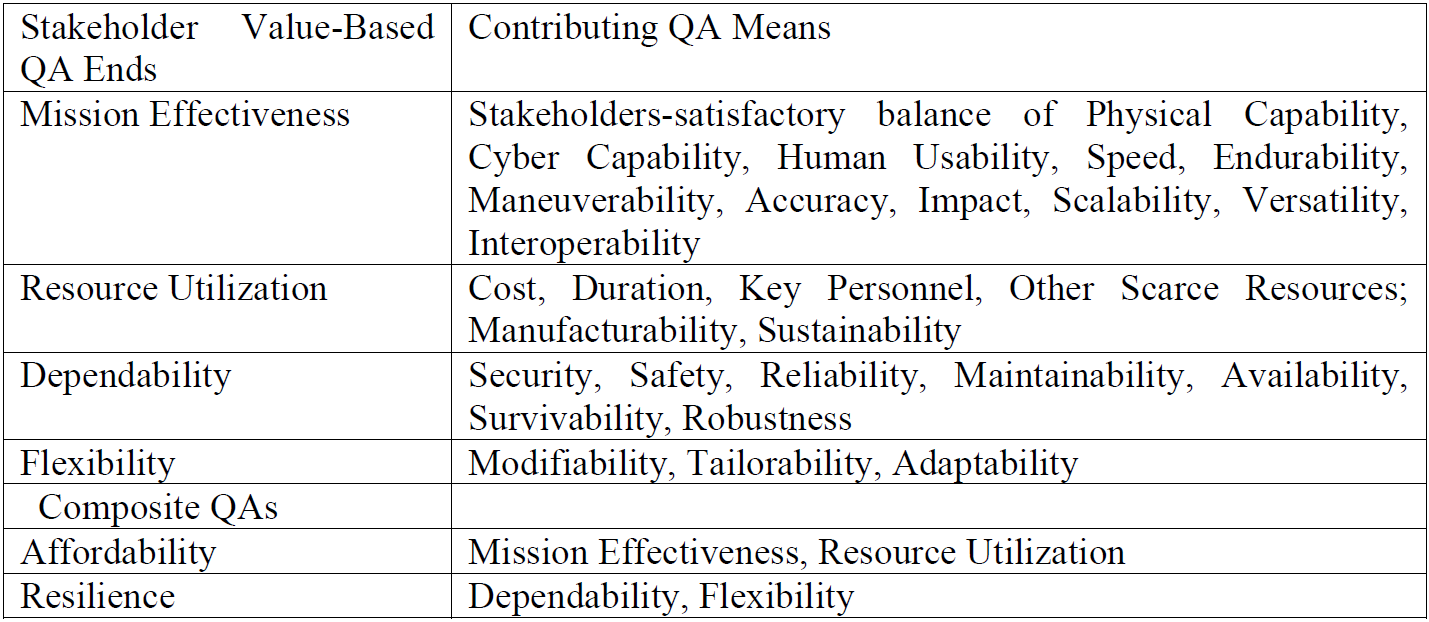 Stakeholder Value-Based
QA Ends
Contributing QA Means
Mission Effectiveness
Stakeholders-satisfactory balance of Physical Capability,
Cyber Capability, Human Usability, Speed, Endurability,
Maneuverability, Accuracy, Impact, Scalability, Versatility,
Interoperability
Resource Utilization
Cost, Duration, Key Personnel, Other Scarce Resources;
Manufacturability, Sustainability
Dependability
Security, Safety, Reliability, Maintainability, Availability,
Survivability, Robustness
Flexibility
Modifiability, Tailorability, Adaptability
Composite QAs
Affordability
Mission Effectiveness, Resource Utilization
Resilience
Dependability, Flexibility